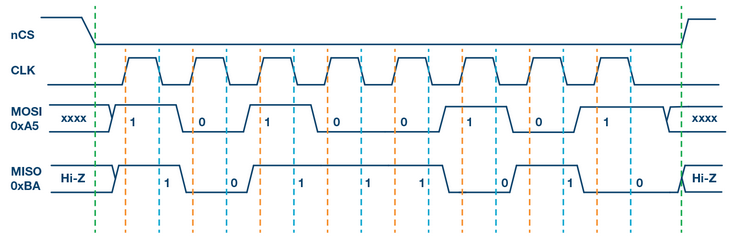 nCS
CLK
MOSI
0xA5
xxxx 1 0 1 0 0 1 0 1 xxxx
MISO
0xBA
Hi-Z 1 0 1 1 1 0 1 0 Hi-Z